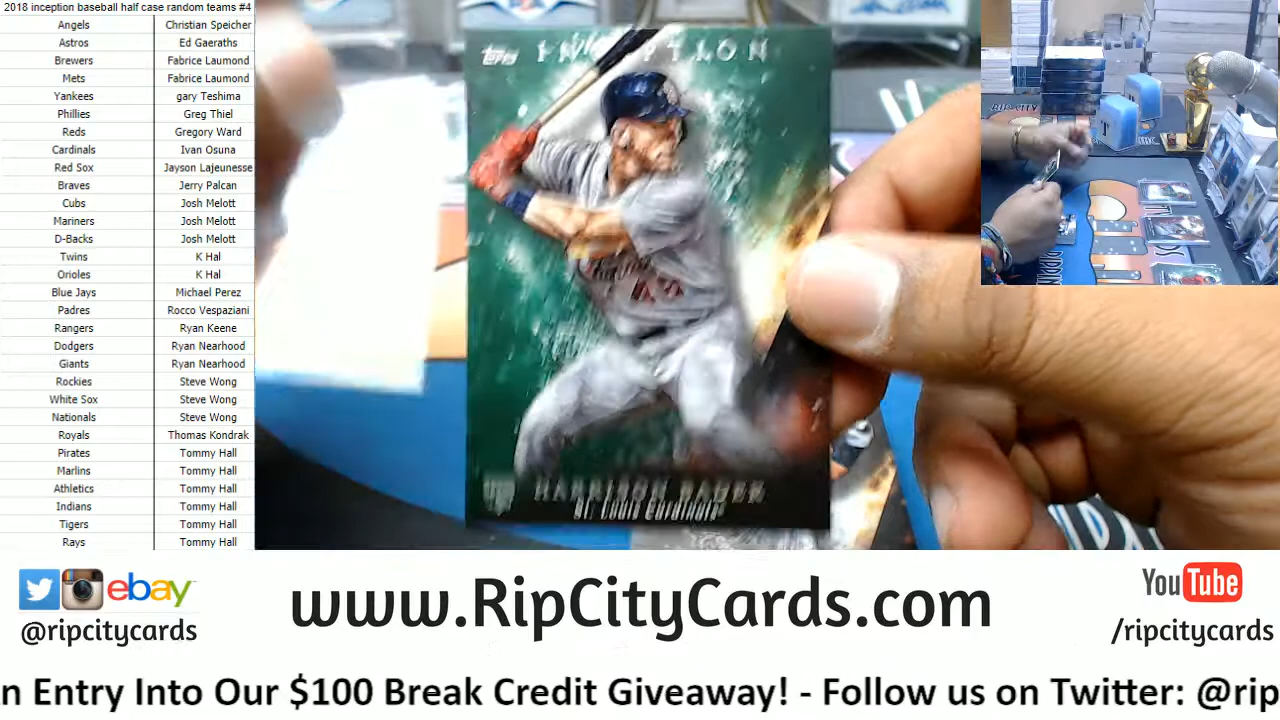 2018 inception baseball half case random teams #4
Angels Christian Speicher
Astros Ed Gaeraths
Brewers Fabrice Laumond
Mets Fabrice Laumond
Yankees gary Teshima
Phillies Greg Thiel
Reds Gregory Ward
Cardinals Ivan Osuna
Red Sox Jayson Lajeunesse
Braves Jerry Palcan
Cubs Josh Melott
Mariners Josh Melott
D-Backs Josh Melott
Twins K Hal
Orioles K Hal
Blue Jays Michael Perez
Padres Rocco Vespaziani
Rangers Ryan Keene
Dodgers Ryan Nearhood
Giants Ryan Nearhood
Rockies Steve Wong
White Sox Steve Wong
Nationals Steve Wong
Royals Thomas Kondrak
Pirates Tommy Hall
Marlins Tommy Hall
Athletics Tommy Hall
Indians Tommy Hall
Tigers Tommy Hall
Rays Tommy Hall
Topps INCEPTION
HARRISON BADER
St. Louis Cardinals
ebay
@ripcitycards
www.RipCityCards.com
YouTube
/ripcitycards
n Entry Into Our $100 Break Credit Giveaway! - Follow us on Twitter: @rip